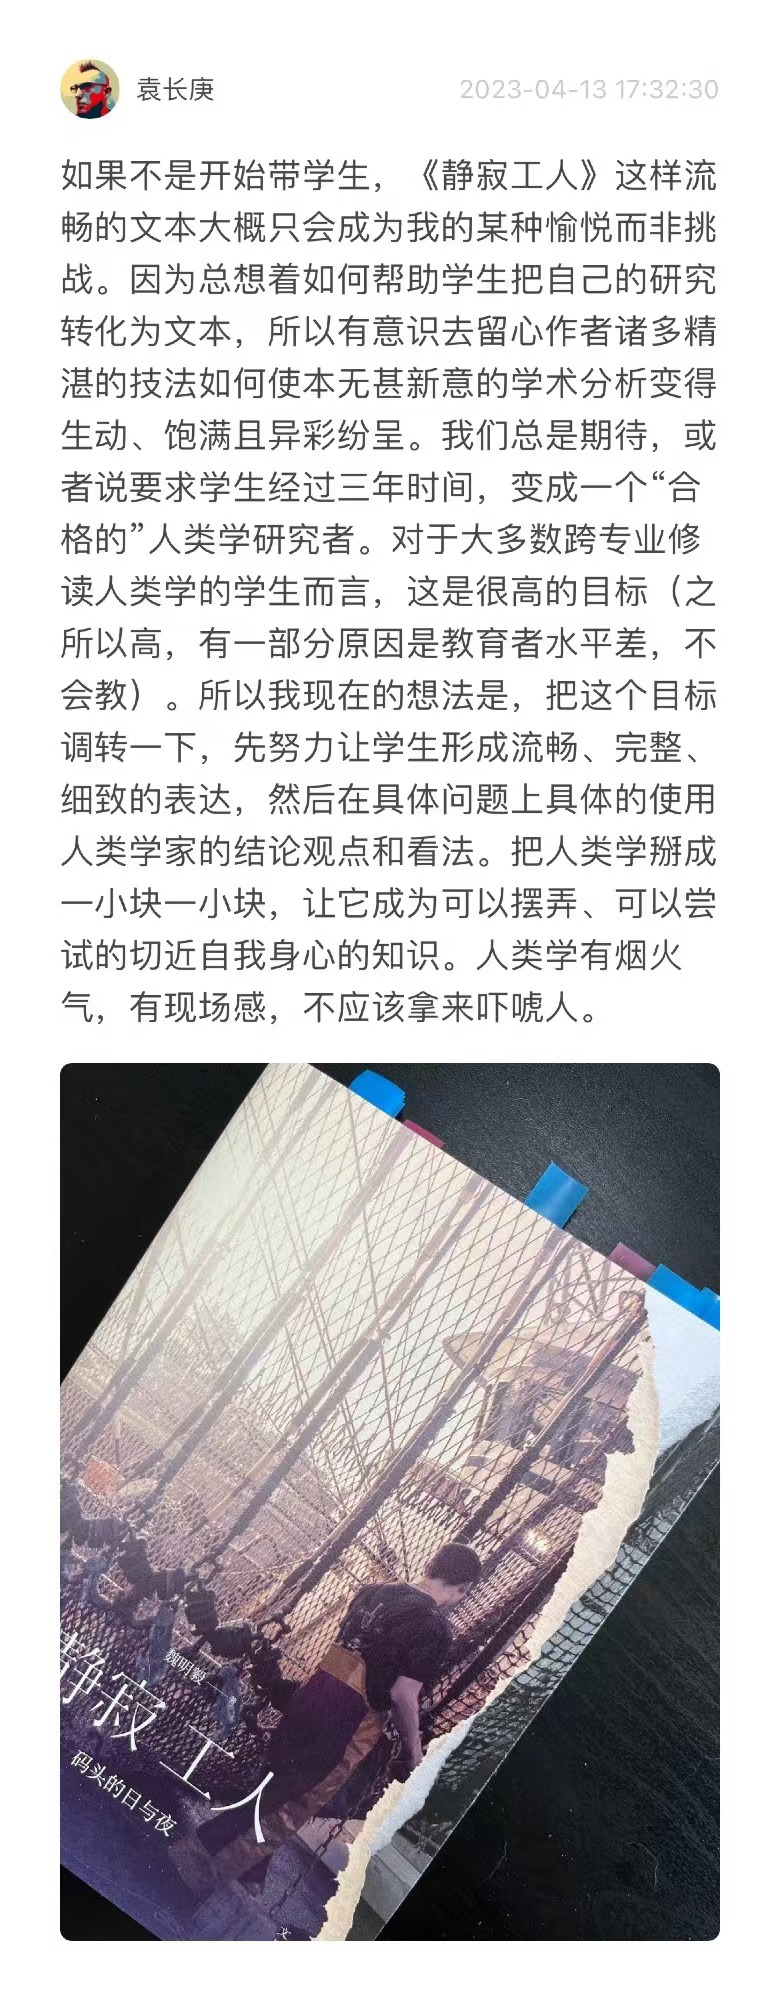 袁长庚
2023-04-13 17:32:30
如果不是开始带学生，《静寂工人》这样流
畅的文本大概只会成为我的某种愉悦而非挑
战。因为总想着如何帮助学生把自己的研究
转化为文本，所以有意识去留心作者诸多精
湛的技法如何使本无甚新意的学术分析变得
生动、饱满且异彩纷呈。我们总是期待，或
者说要求学生经过三年时间，变成一个“合
格的”人类学研究者。对于大多数跨专业修
读人类学的学生而言，这是很高的目标（之
所以高，有一部分原因是教育者水平差，不
会教）。所以我现在的想法是，把这个目标
调转一下，先努力让学生形成流畅、完整、
细致的表达，然后在具体问题上具体的使用
人类学家的结论观点和看法。把人类学掰成
一小块一小块，让它成为可以摆弄、可以尝
试的切近自我身心的知识。人类学有烟火
气，有现场感，不应该拿来吓唬人。
魏明毅
静寂工人
码头的日与夜
文